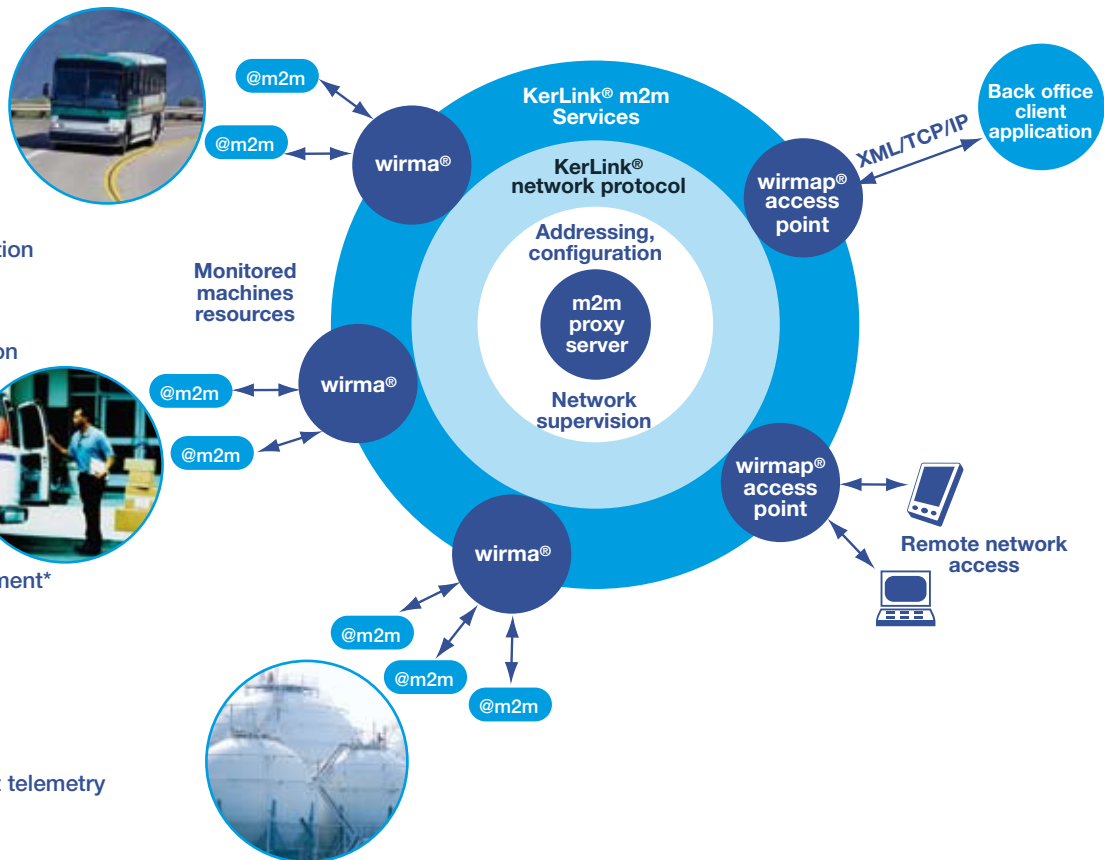 @m2m
@m2m
wirma®
KerLink® m2m
Services
KerLink®
network protocol
Addressing,
configuration
m2m
proxy
server
Network
supervision
wirmap®
access
point
XML/TCP/IP
Back office
client
application
tion
Monitored
machines
resources
on
@m2m
@m2m
wirma®
wirmap®
access
point
Remote network
access
ment*
wirma®
@m2m
@m2m
@m2m
t telemetry